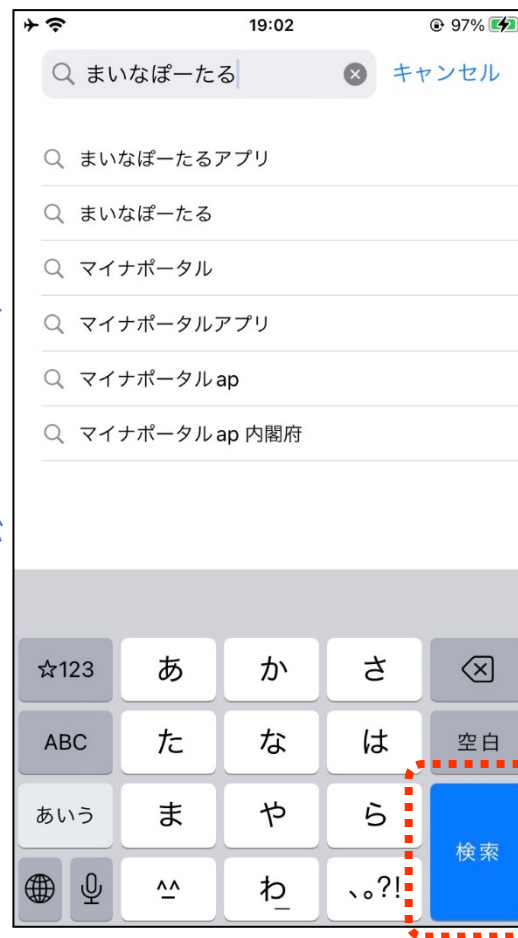 19:02 97%
まいなぽーたる キャンセル
まいなぽーたるアプリ
まいなぽーたる
マイナポータル
マイナポータルアプリ
マイナポータルap
マイナポータルap 内閣府
☆123 あ か さ
ABC た な は 空白
あいう ま や ら 検索
^^ わ 、。?!